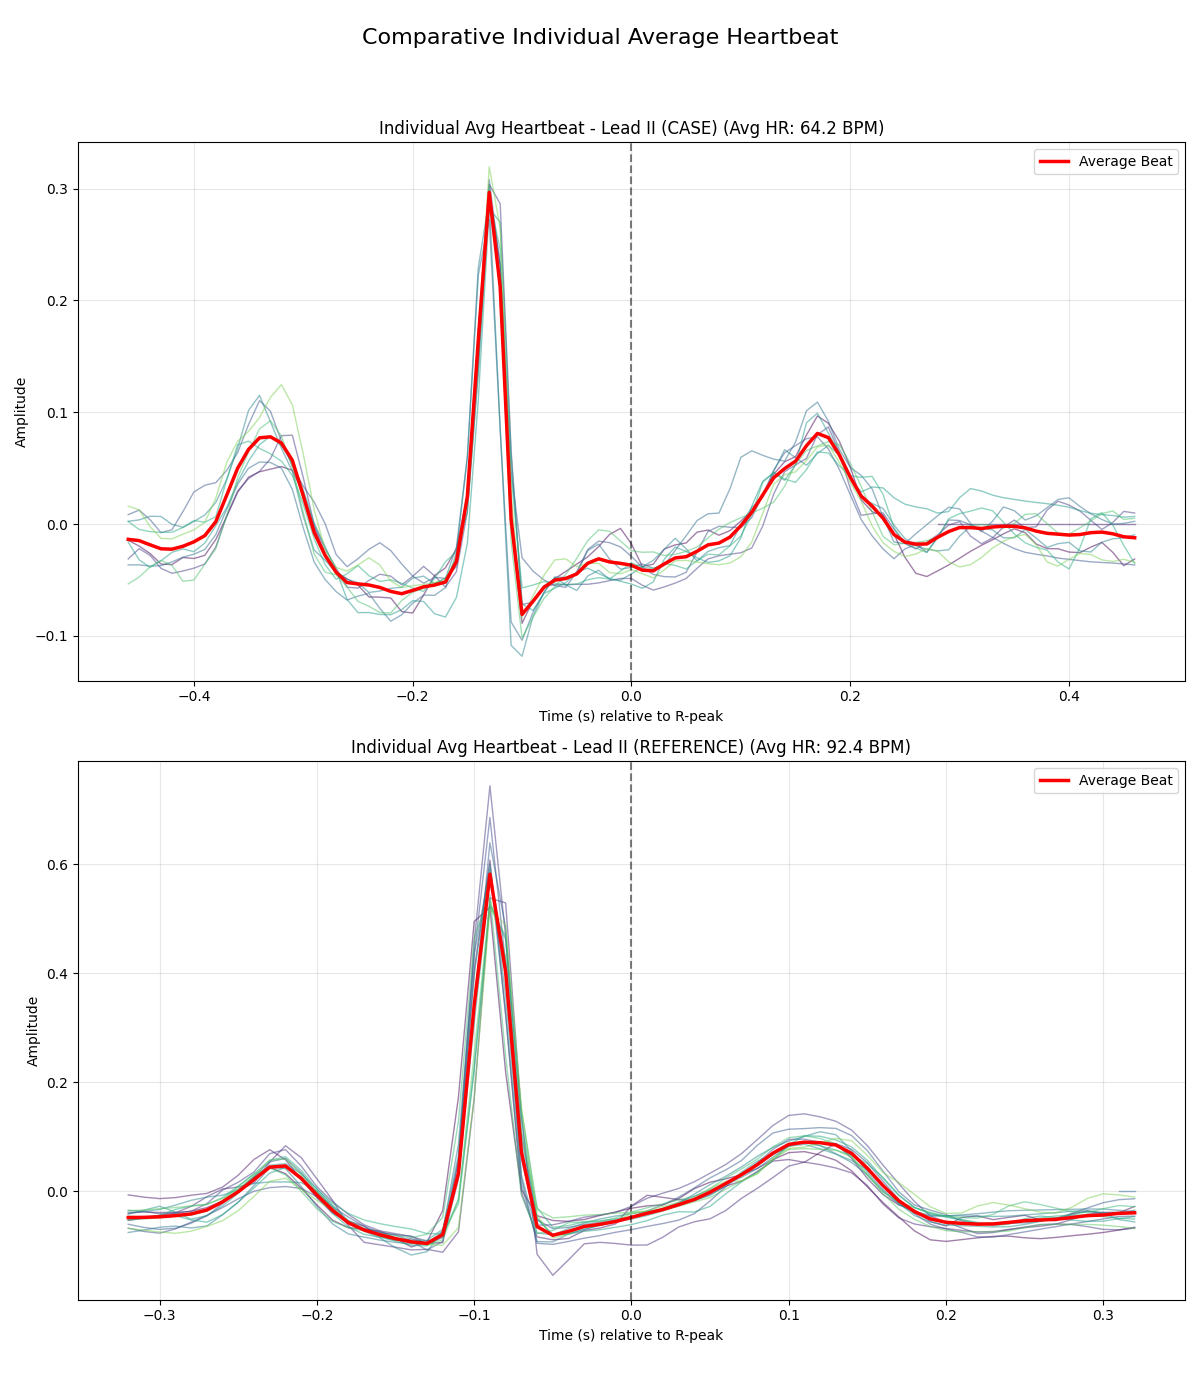 Comparative Individual Average Heartbeat
Individual Avg Heartbeat - Lead II (CASE) (Avg HR: 64.2 BPM)
Average Beat
0.3
0.2
0.1
0.0
−0.1
Amplitude
−0.4
−0.2
0.0
0.2
0.4
Time (s) relative to R-peak
Individual Avg Heartbeat - Lead II (REFERENCE) (Avg HR: 92.4 BPM)
Average Beat
0.6
0.4
0.2
0.0
Amplitude
−0.3
−0.2
−0.1
0.0
0.1
0.2
0.3
Time (s) relative to R-peak